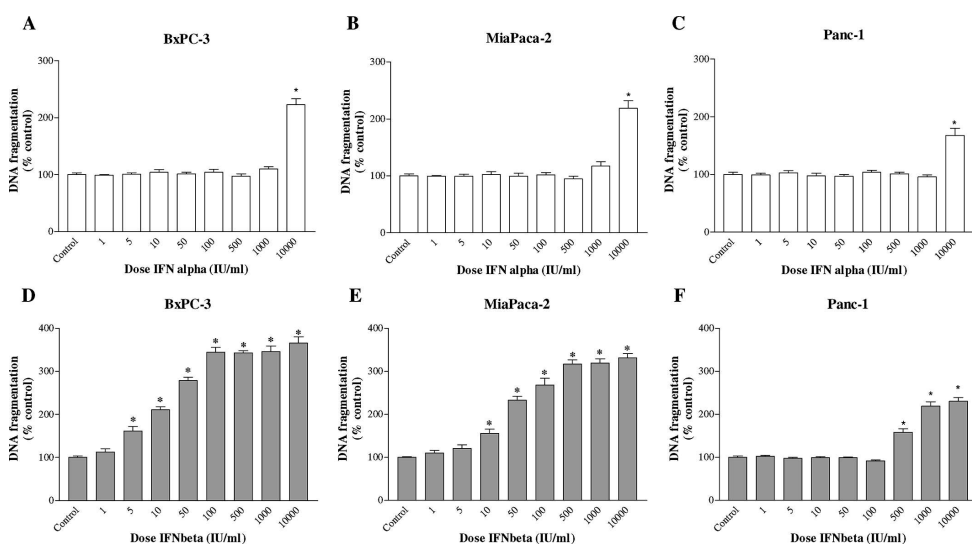 A
BxPC-3
DNA fragmentation
(% control)
300
200
100
0
*
Control
1
5
10
50
100
500
1000
10000
Dose IFN alpha (IU/ml)
B
MiaPaca-2
DNA fragmentation
(% control)
300
200
100
0
*
Control
1
5
10
50
100
500
1000
10000
Dose IFN alpha (IU/ml)
C
Panc-1
DNA fragmentation
(% control)
300
200
100
0
*
Control
1
5
10
50
100
500
1000
10000
Dose IFN alpha (IU/ml)
D
BxPC-3
DNA fragmentation
(% control)
400
300
200
100
0
* * * * * * *
Control
1
5
10
50
100
500
1000
10000
Dose IFNbeta (IU/ml)
E
MiaPaca-2
DNA fragmentation
(% control)
400
300
200
100
0
* * * * * *
Control
1
5
10
50
100
500
1000
10000
Dose IFNbeta (IU/ml)
F
Panc-1
DNA fragmentation
(% control)
400
300
200
100
0
* * *
Control
1
5
10
50
100
500
1000
10000
Dose IFNbeta (IU/ml)